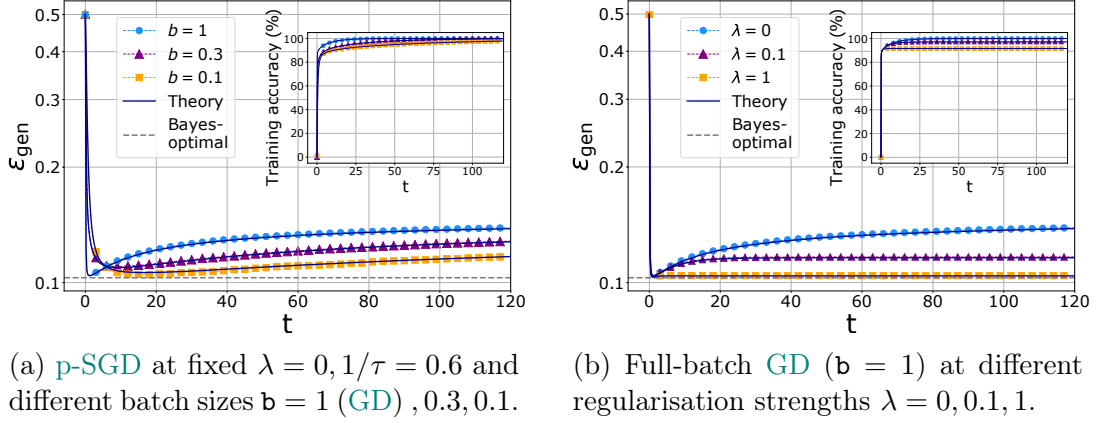 0.5
0.4
0.3
0.2
0.1
εgen
b = 1
b = 0.3
b = 0.1
Theory
Bayes-
optimal
Training accuracy (%)
100
80
60
40
20
0
0 25 50 75 100
t
0 20 40 60 80 100 120
t
0.5
0.4
0.3
0.2
0.1
εgen
λ = 0
λ = 0.1
λ = 1
Theory
Bayes-
optimal
Training accuracy (%)
100
80
60
40
20
0
0 25 50 75 100
t
0 20 40 60 80 100 120
t
(a) p-SGD at fixed λ = 0, 1/τ = 0.6 and
different batch sizes b = 1 (GD) , 0.3, 0.1.
(b) Full-batch GD (b = 1) at different
regularisation strengths λ = 0, 0.1, 1.